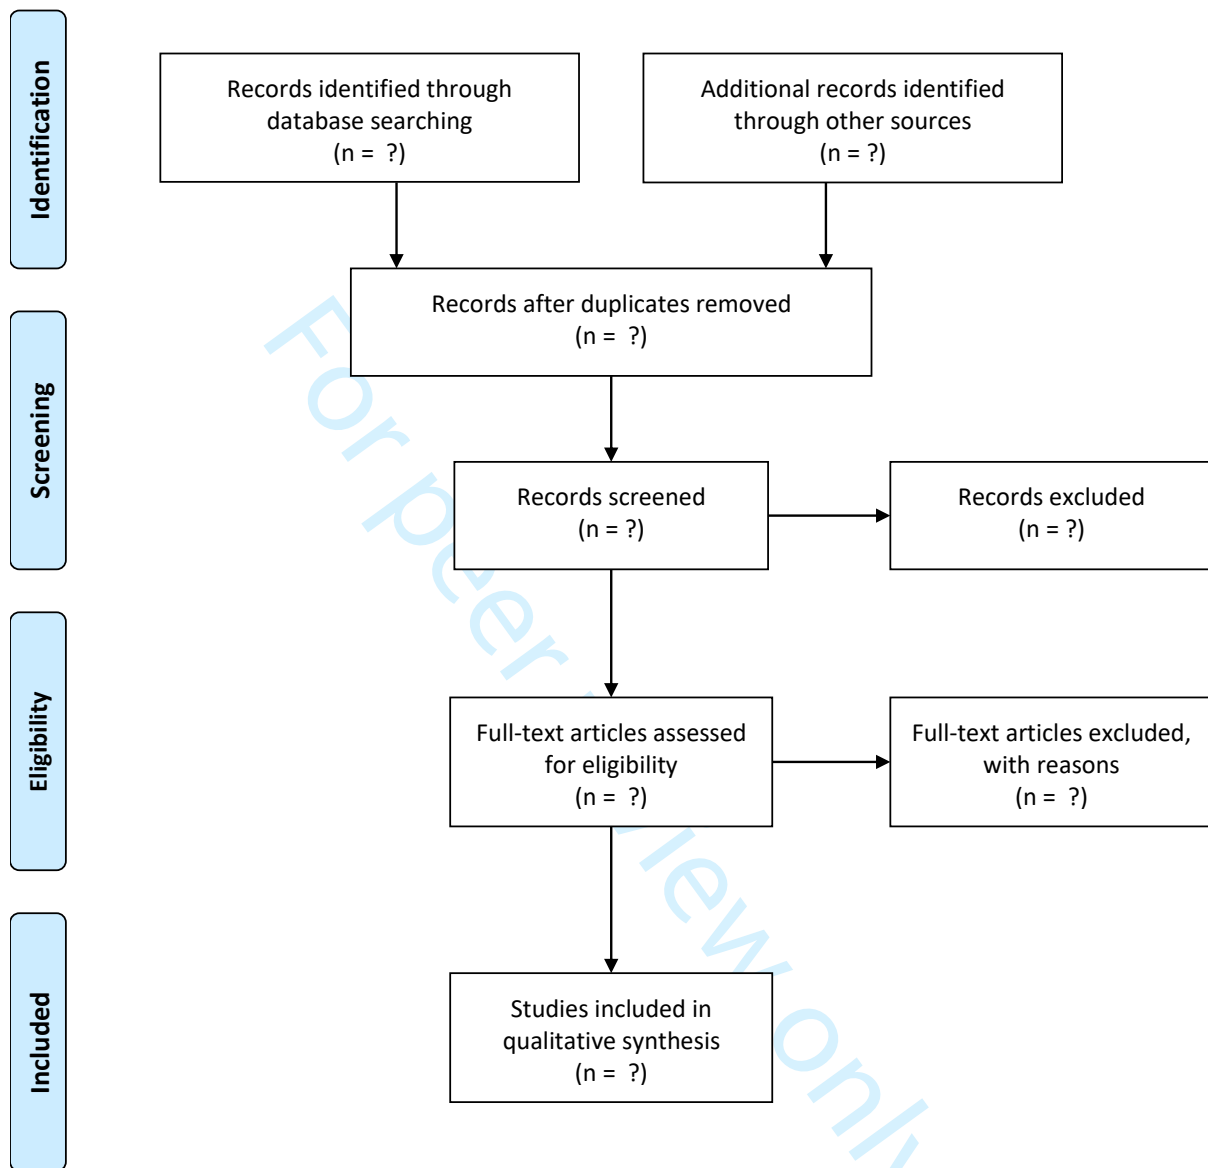 Identification
Records identified through
database searching
(n =  ?)
Additional records identified
through other sources
(n = ?)
Records after duplicates removed
(n =  ?)
Screening
Records screened
(n = ?)
Records excluded
(n = ?)
Eligibility
Full-text articles assessed
for eligibility
(n =  ?)
Full-text articles excluded,
with reasons
(n =  ?)
Included
Studies included in
qualitative synthesis
(n =  ?)
For peer review only